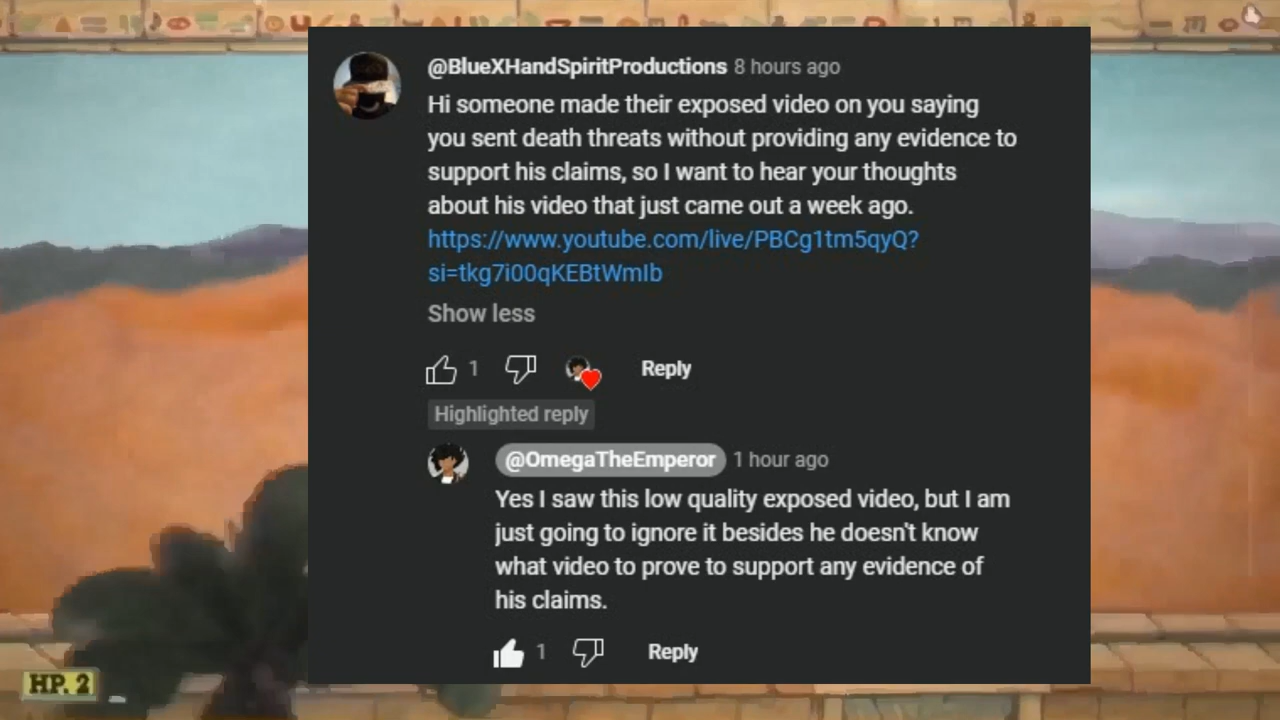 @BlueXHandSpiritProductions 8 hours ago
Hi someone made their exposed video on you saying
you sent death threats without providing any evidence to
support his claims, so I want to hear your thoughts
about his video that just came out a week ago.
https://www.youtube.com/live/PBCg1tm5qyQ?
si=tkg7i00qKEBtWmIb
Show less
1 Reply
Highlighted reply
@OmegaTheEmperor 1 hour ago
Yes I saw this low quality exposed video, but I am
just going to ignore it besides he doesn't know
what video to prove to support any evidence of
his claims.
1 Reply
HP. 2